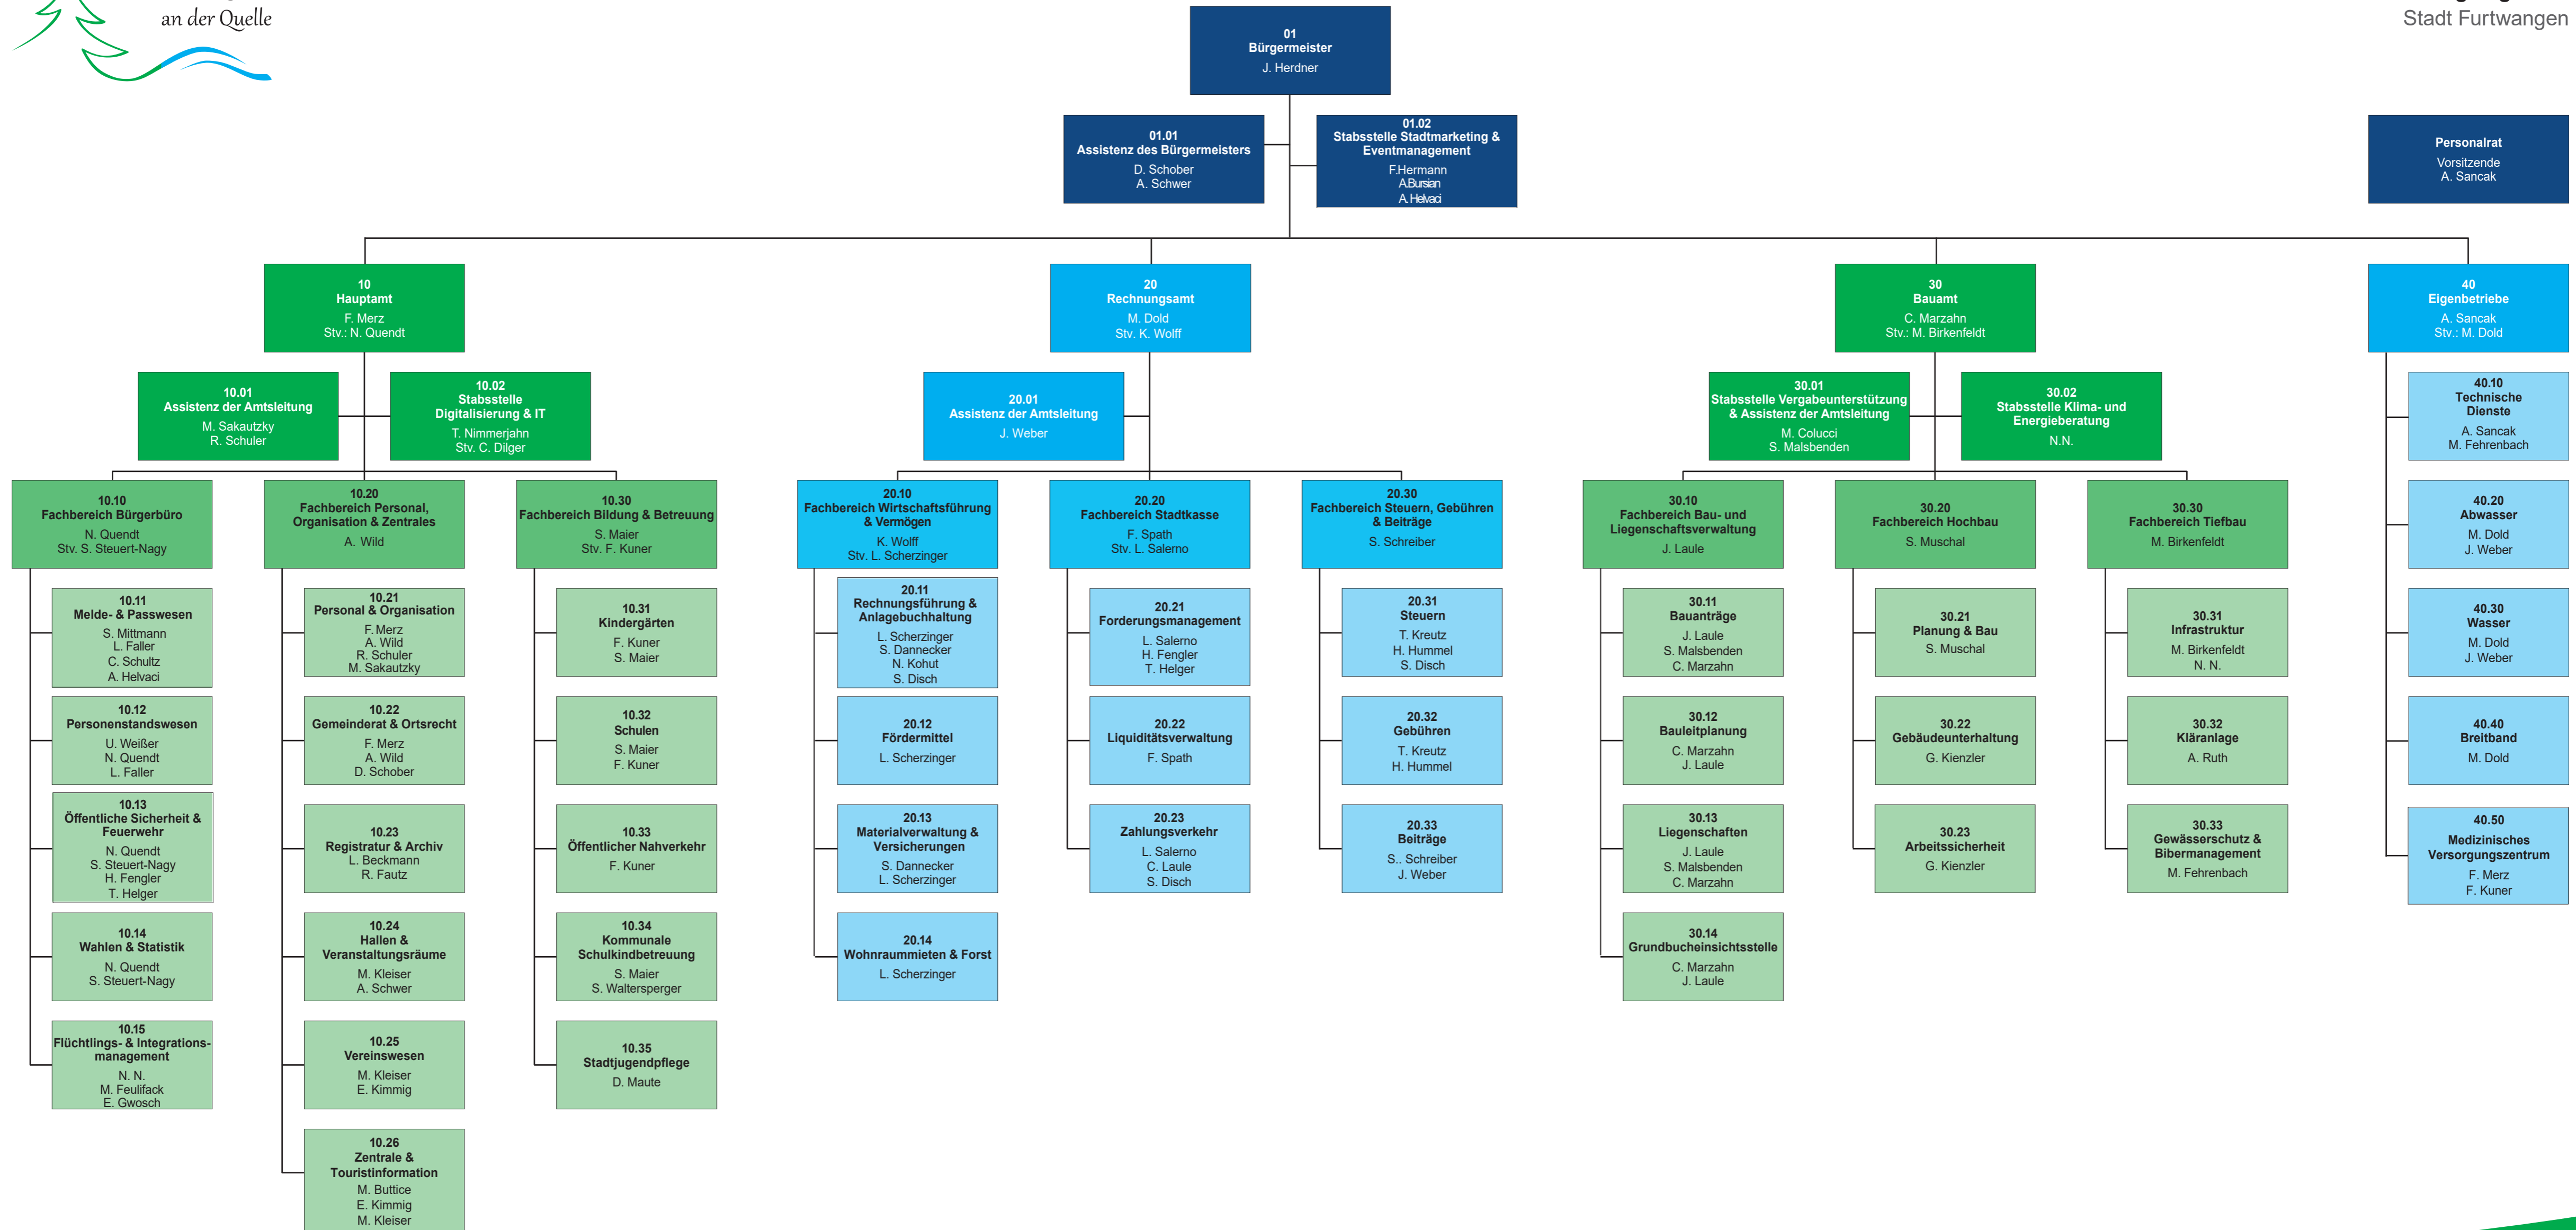 an der Quelle
Stadt Furtwangen
01
Bürgermeister
J. Herdner
01.01
Assistenz des Bürgermeisters
D. Schober
A. Schwer
01.02
Stabsstelle Stadtmarketing &
Eventmanagement
F.Hermann
A.Bursian
A. Helvaci
Personalrat
Vorsitzende
A. Sancak
10
Hauptamt
F. Merz
Stv.: N. Quendt
20
Rechnungsamt
M. Dold
Stv. K. Wolff
30
Bauamt
C. Marzahn
Stv.: M. Birkenfeldt
40
Eigenbetriebe
A. Sancak
Stv.: M. Dold
10.01
Assistenz der Amtsleitung
M. Sakautzky
R. Schuler
10.02
Stabsstelle
Digitalisierung & IT
T. Nimmerjahn
Stv. C. Dilger
20.01
Assistenz der Amtsleitung
J. Weber
30.01
Stabsstelle Vergabeunterstützung
& Assistenz der Amtsleitung
M. Colucci
S. Malsbenden
30.02
Stabsstelle Klima- und
Energieberatung
N.N.
10.10
Fachbereich Bürgerbüro
N. Quendt
Stv. S. Steuert-Nagy
10.11
Melde- & Passwesen
S. Mittmann
L. Faller
C. Schultz
A. Helvaci
10.12
Personenstandswesen
U. Weißer
N. Quendt
L. Faller
10.13
Öffentliche Sicherheit &
Feuerwehr
N. Quendt
S. Steuert-Nagy
H. Fengler
T. Helger
10.14
Wahlen & Statistik
N. Quendt
S. Steuert-Nagy
10.15
Flüchtlings- & Integrations-
management
N. N.
M. Feulifack
E. Gwosch
10.20
Fachbereich Personal,
Organisation & Zentrales
A. Wild
10.21
Personal & Organisation
F. Merz
A. Wild
R. Schuler
M. Sakautzky
10.22
Gemeinderat & Ortsrecht
F. Merz
A. Wild
D. Schober
10.23
Registratur & Archiv
L. Beckmann
R. Fautz
10.24
Hallen &
Veranstaltungsräume
M. Kleiser
A. Schwer
10.25
Vereinswesen
M. Kleiser
E. Kimmig
10.26
Zentrale &
Touristinformation
M. Buttice
E. Kimmig
M. Kleiser
10.30
Fachbereich Bildung & Betreuung
S. Maier
Stv. F. Kuner
10.31
Kindergärten
F. Kuner
S. Maier
10.32
Schulen
S. Maier
F. Kuner
10.33
Öffentlicher Nahverkehr
F. Kuner
10.34
Kommunale
Schulkindbetreuung
S. Maier
S. Waltersperger
10.35
Stadtjugendpflege
D. Maute
20.10
Fachbereich Wirtschaftsführung
& Vermögen
K. Wolff
Stv. L. Scherzinger
20.11
Rechnungsführung &
Anlagebuchhaltung
L. Scherzinger
S. Dannecker
N. Kohut
S. Disch
20.12
Fördermittel
L. Scherzinger
20.13
Materialverwaltung &
Versicherungen
S. Dannecker
L. Scherzinger
20.14
Wohnraummieten & Forst
L. Scherzinger
20.20
Fachbereich Stadtkasse
F. Spath
Stv. L. Salerno
20.21
Forderungsmanagement
L. Salerno
H. Fengler
T. Helger
20.22
Liquiditätsverwaltung
F. Spath
20.23
Zahlungsverkehr
L. Salerno
C. Laule
S. Disch
20.30
Fachbereich Steuern, Gebühren
& Beiträge
S. Schreiber
20.31
Steuern
T. Kreutz
H. Hummel
S. Disch
20.32
Gebühren
T. Kreutz
H. Hummel
20.33
Beiträge
S.. Schreiber
J. Weber
30.10
Fachbereich Bau- und
Liegenschaftsverwaltung
J. Laule
30.11
Bauanträge
J. Laule
S. Malsbenden
C. Marzahn
30.12
Bauleitplanung
C. Marzahn
J. Laule
30.13
Liegenschaften
J. Laule
S. Malsbenden
C. Marzahn
30.14
Grundbucheinsichtsstelle
C. Marzahn
J. Laule
30.20
Fachbereich Hochbau
S. Muschal
30.21
Planung & Bau
S. Muschal
30.22
Gebäudeunterhaltung
G. Kienzler
30.23
Arbeitssicherheit
G. Kienzler
30.30
Fachbereich Tiefbau
M. Birkenfeldt
30.31
Infrastruktur
M. Birkenfeldt
N. N.
30.32
Kläranlage
A. Ruth
30.33
Gewässerschutz &
Bibermanagement
M. Fehrenbach
40.10
Technische
Dienste
A. Sancak
M. Fehrenbach
40.20
Abwasser
M. Dold
J. Weber
40.30
Wasser
M. Dold
J. Weber
40.40
Breitband
M. Dold
40.50
Medizinisches
Versorgungszentrum
F. Merz
F. Kuner